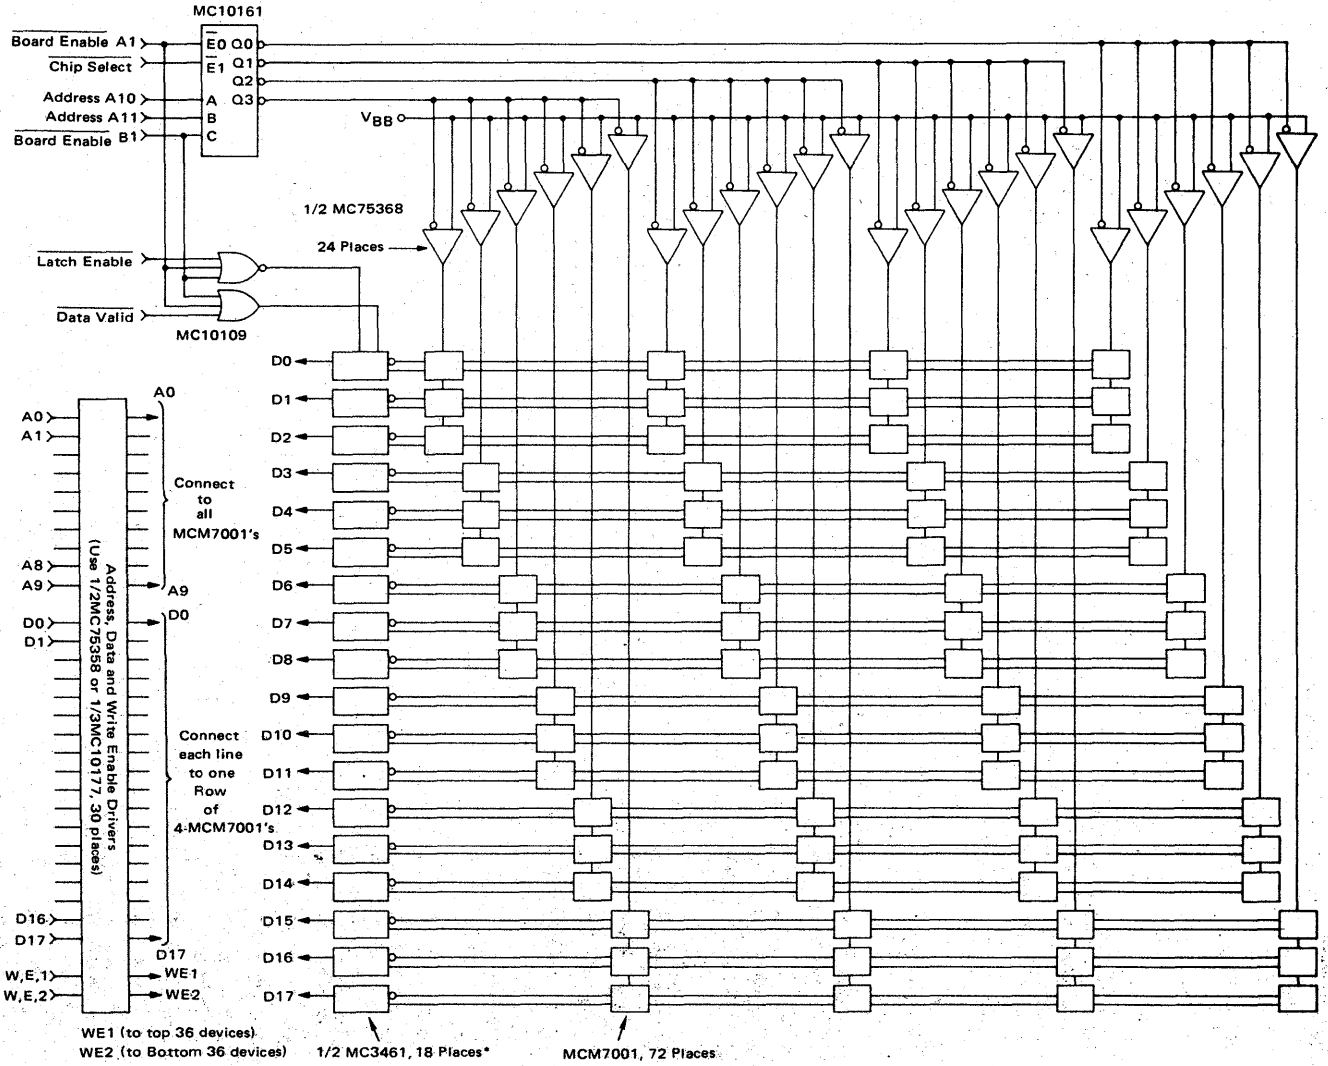 MC10161
Board Enable A1
Chip Select
Address A10
Address A11
Board Enable B1
E0 Q0
E1 Q1
Q2
A Q3
B
C
VBB
1/2 MC75368
24 Places
Latch Enable
Data Valid
MC10109
D0
D1
D2
D3
D4
D5
D6
D7
D8
D9
D10
D11
D12
D13
D14
D15
D16
D17
A0
A1
A8
A9
D0
D1
D16
D17
W,E,1
W,E,2
Address, Data and Write Enable Drivers
(Use 1/2MC75358 or 1/3MC10177, 30 places)
A0
Connect
to
all
MCM7001's
A9
D0
Connect
each line
to one
Row
of
4-MCM7001's
D17
WE1
WE2
WE1 (to top 36 devices)
WE2 (to Bottom 36 devices)
1/2 MC3461, 18 Places*
MCM7001, 72 Places